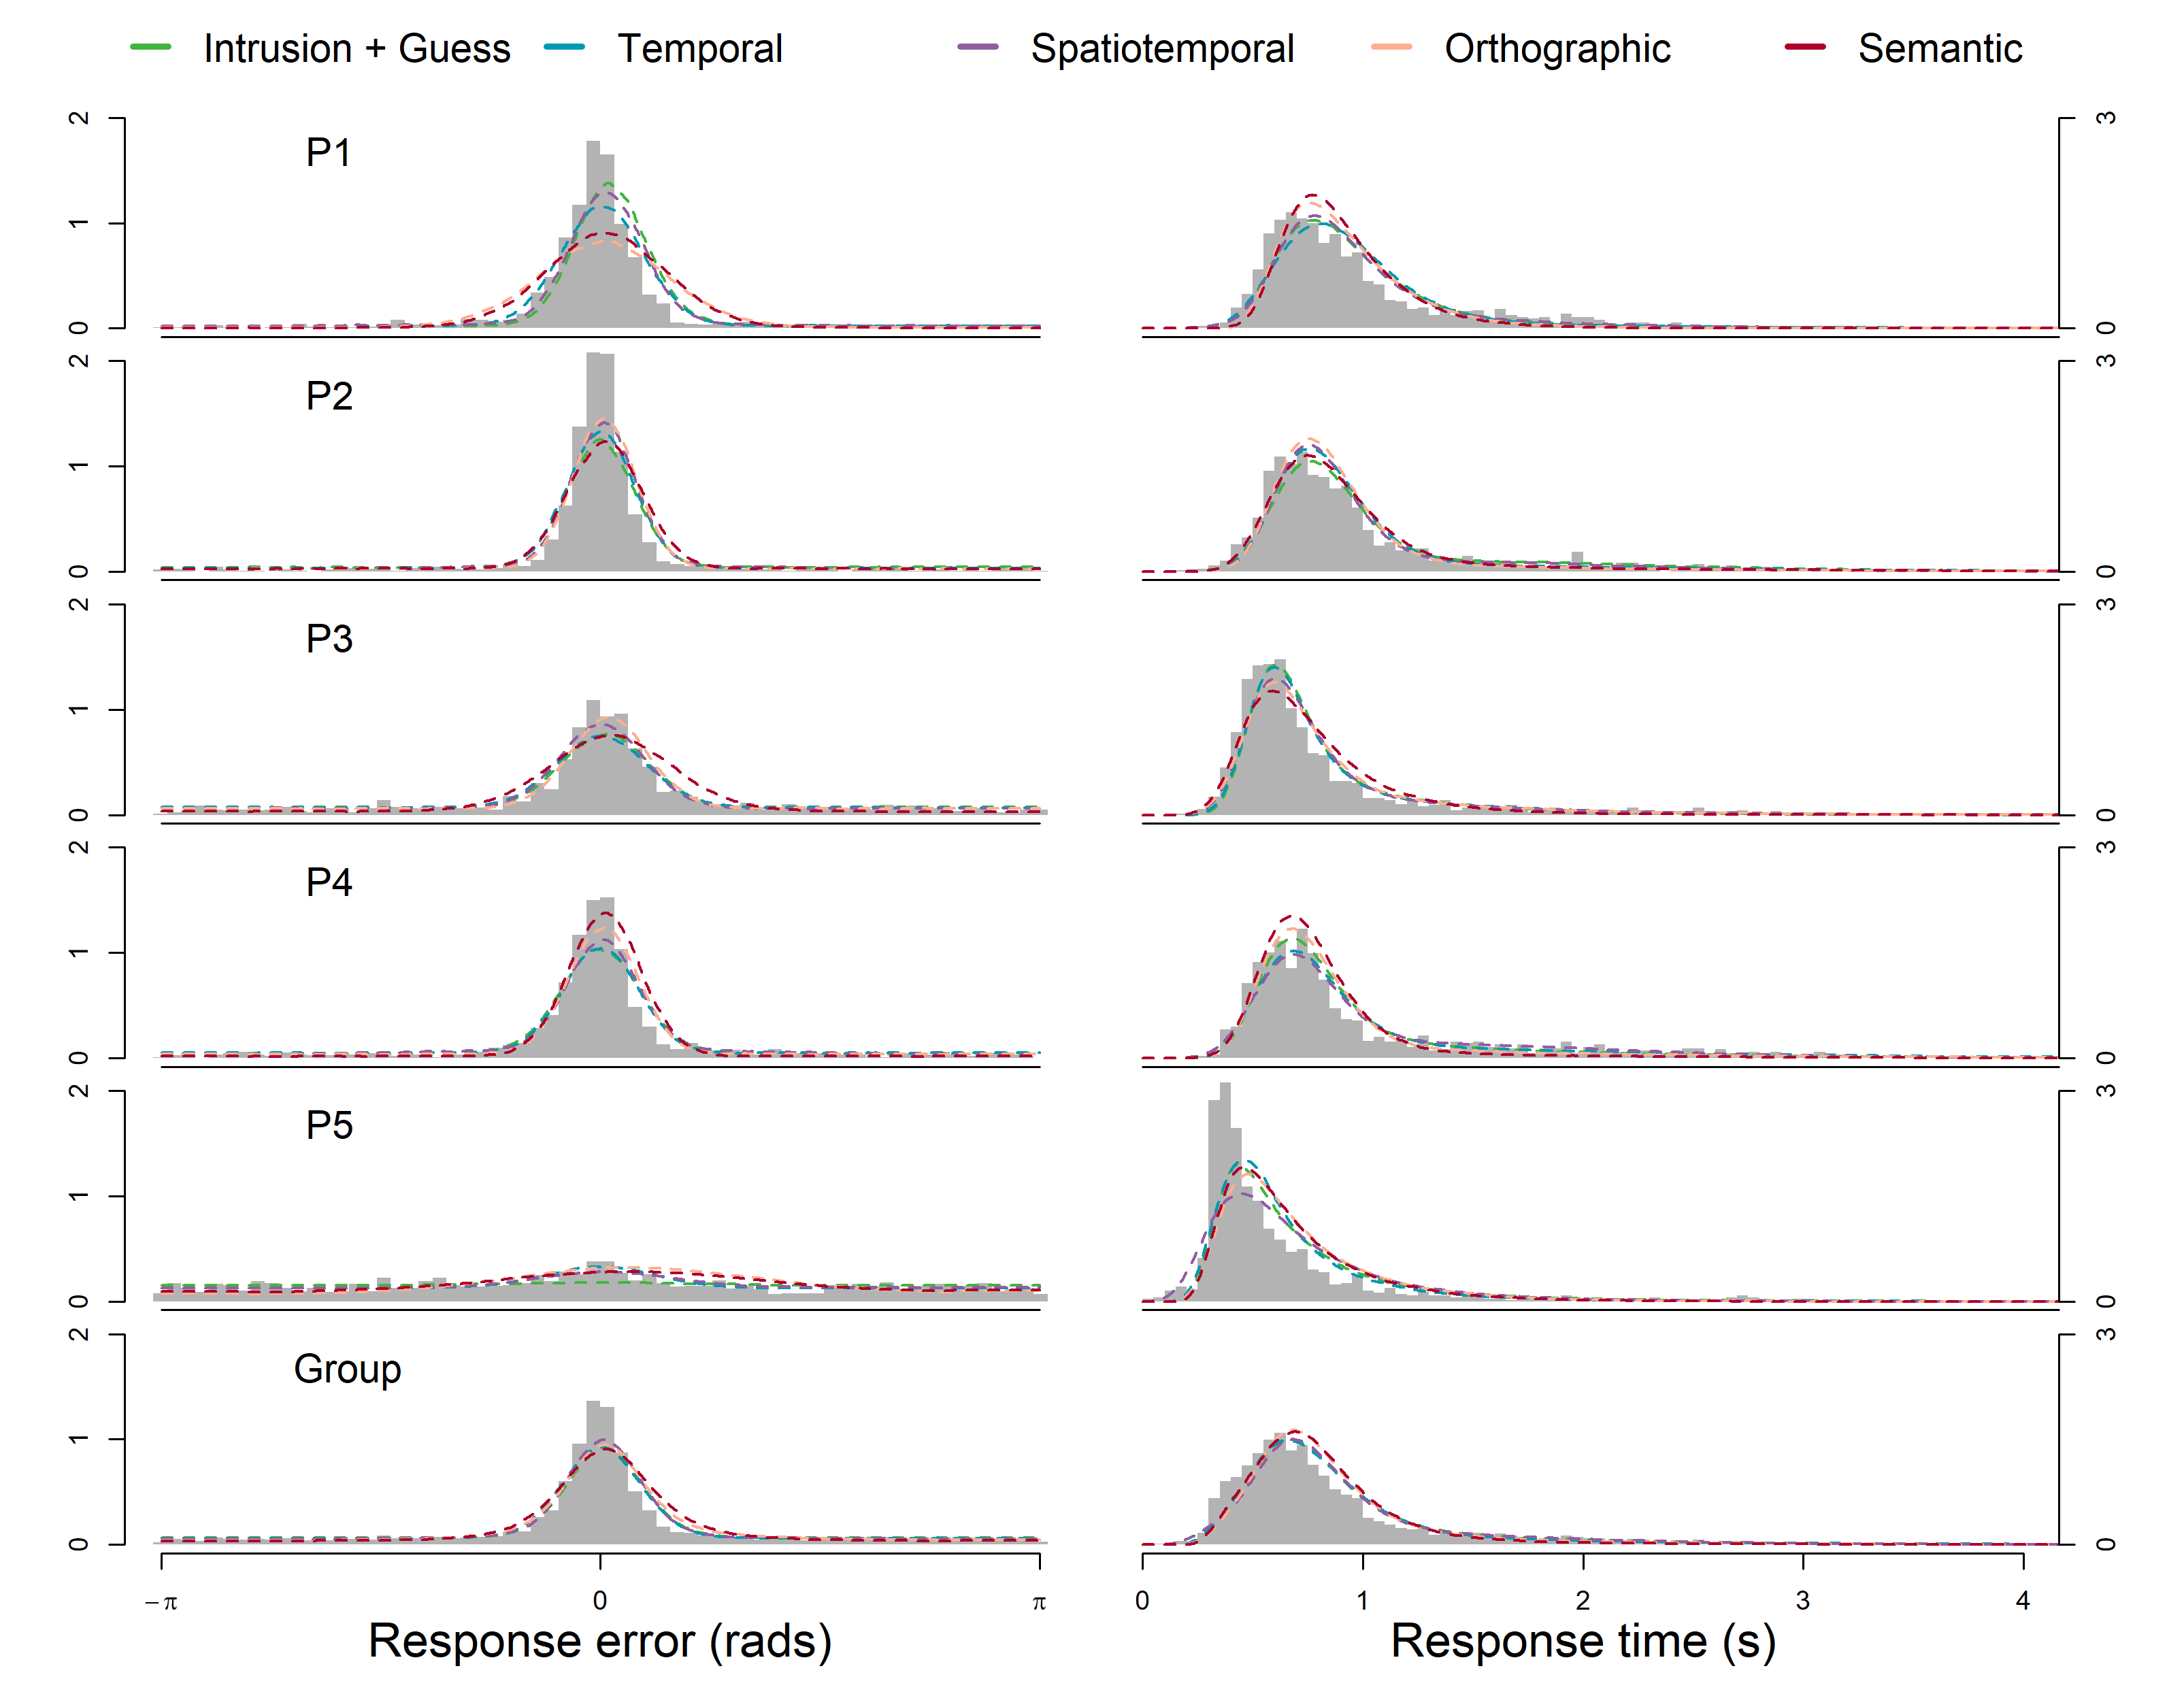 Intrusion + Guess Temporal Spatiotemporal Orthographic Semantic
2 1 0 P1 3 0
2 1 0 P2 3 0
2 1 0 P3 3 0
2 1 0 P4 3 0
2 1 0 P5 3 0
2 1 0 Group 3 0
−π 0 π 0 1 2 3 4
Response error (rads) Response time (s)